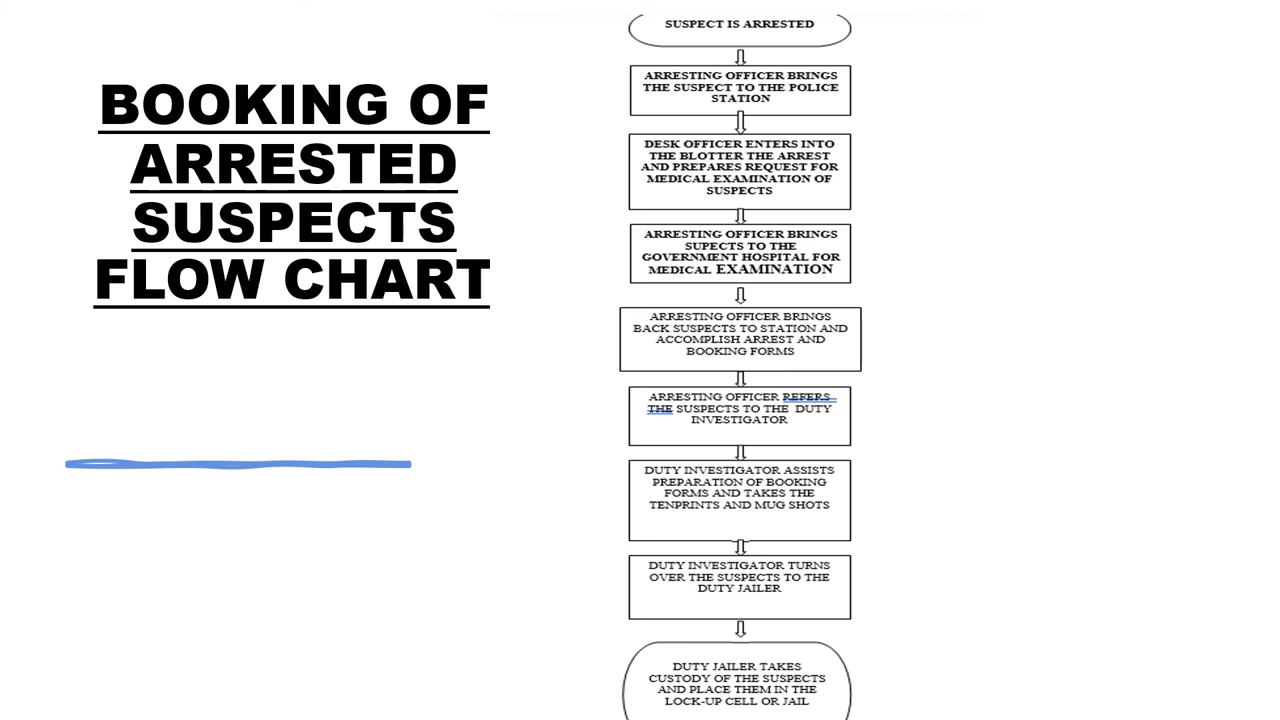 BOOKING OF
ARRESTED
SUSPECTS
FLOW CHART
SUSPECT IS ARRESTED
ARRESTING OFFICER BRINGS
THE SUSPECT TO THE POLICE
STATION
DESK OFFICER ENTERS INTO
THE BLOTTER THE ARREST
AND PREPARES REQUEST FOR
MEDICAL EXAMINATION OF
SUSPECTS
ARRESTING OFFICER BRINGS
SUPECTS TO THE
GOVERNMENT HOSPITAL FOR
MEDICAL EXAMINATION
ARRESTING OFFICER BRINGS
BACK SUSPECTS TO STATION AND
ACCOMPLISH ARREST AND
BOOKING FORMS
ARRESTING OFFICER REFERS
THE SUSPECTS TO THE DUTY
INVESTIGATOR
DUTY INVESTIGATOR ASSISTS
PREPARATION OF BOOKING
FORMS AND TAKES THE
TENPRINTS AND MUG SHOTS
DUTY INVESTIGATOR TURNS
OVER THE SUSPECTS TO THE
DUTY JAILER
DUTY JAILER TAKES
CUSTODY OF THE SUSPECTS
AND PLACE THEM IN THE
LOCK-UP CELL OR JAIL